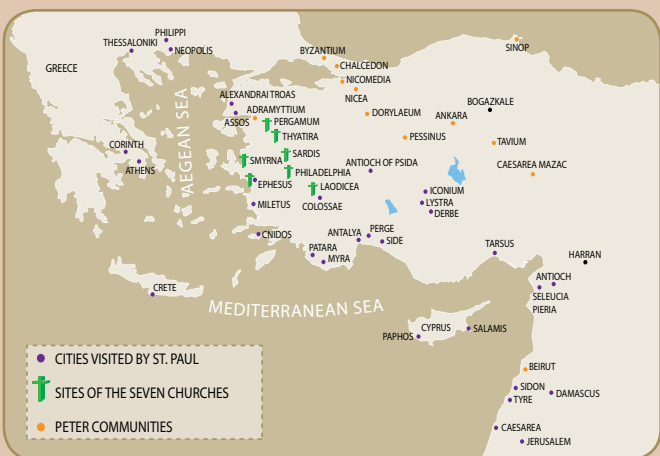 PHILIPPI
THESSALONIKI
NEOPOLIS
GREECE
BYZANTIUM
CHALCEDON
NICOMEDIA
NICEA
SINOP
ALEXANDRAI TROAS
ADRAMYTTIUM
ASSOS
PERGAMUM
THYATIRA
DORYLAEUM
BOGAZKALE
ANKARA
PESSINUS
TAVIUM
AEGEAN SEA
CORINTH
ATHENS
SMYRNA
SARDIS
PHILADELPHIA
ANTIOCH OF PSIDA
CAESAREA MAZAC
EPHESUS
LAODICEA
COLOSSAE
ICONIUM
LYSTRA
DERBE
MILETUS
CNIDOS
ANTALYA
PERGE
SIDE
PATARA
MYRA
TARSUS
HARRAN
ANTIOCH
SELEUCIA
PIERIA
CRETE
MEDITERRANEAN SEA
CYPRUS
PAPHOS
SALAMIS
BEIRUT
SIDON
TYRE
DAMASCUS
CAESAREA
JERUSALEM
CITIES VISITED BY ST. PAUL
SITES OF THE SEVEN CHURCHES
PETER COMMUNITIES